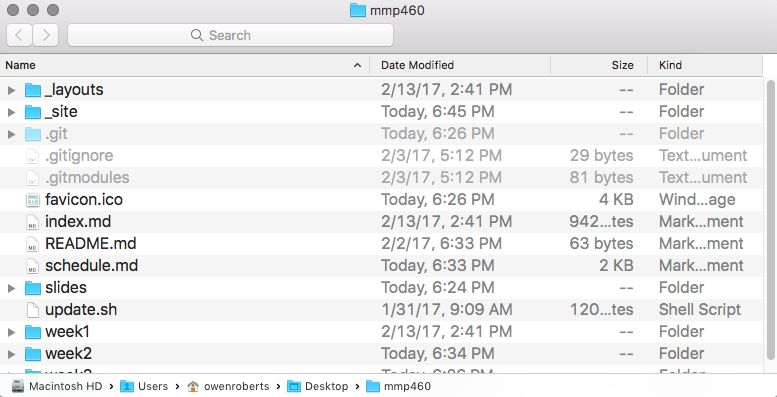 mmp460
Search
Name Date Modified Size Kind
_layouts 2/13/17, 2:41 PM -- Folder
_site Today, 6:45 PM -- Folder
.git Today, 6:26 PM -- Folder
.gitignore 2/3/17, 5:12 PM 29 bytes Text...ument
.gitmodules 2/3/17, 5:12 PM 81 bytes Text...ument
favicon.ico Today, 6:26 PM 4 KB Wind...age
index.md 2/13/17, 2:41 PM 942...tes Mark...ment
README.md 2/2/17, 6:33 PM 63 bytes Mark...ment
schedule.md Today, 6:33 PM 2 KB Mark...ment
slides Today, 6:24 PM -- Folder
update.sh 1/31/17, 9:09 AM 120...tes Shell Script
week1 2/13/17, 2:41 PM -- Folder
week2 Today, 6:34 PM -- Folder
Macintosh HD > Users > owenroberts > Desktop > mmp460